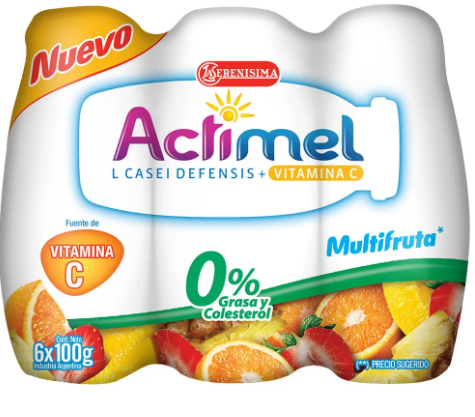 Nuevo
LA SERENISIMA
Actimel
L CASEI DEFENSIS + VITAMINA C
Fuente de
VITAMINA
C
Multifruta*
0%
Grasa y
Colesterol
Cont. Neto
6x100g
Industria Argentina
(**) PRECIO SUGERIDO